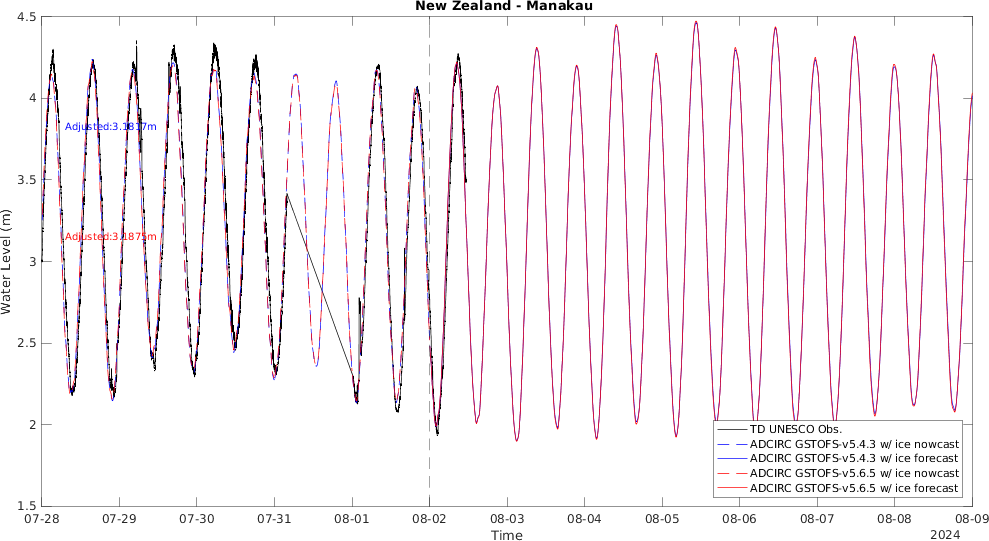 New Zealand - Manakau
4.5
4
3.5
3
2.5
2
1.5
Water Level (m)
Adjusted:3.1817m
Adjusted:3.1875m
TD UNESCO Obs.
ADCIRC GSTOFS-v5.4.3 w/ ice nowcast
ADCIRC GSTOFS-v5.4.3 w/ ice forecast
ADCIRC GSTOFS-v5.6.5 w/ ice nowcast
ADCIRC GSTOFS-v5.6.5 w/ ice forecast
07-28 07-29 07-30 07-31 08-01 08-02 08-03 08-04 08-05 08-06 08-07 08-08 08-09
Time
2024